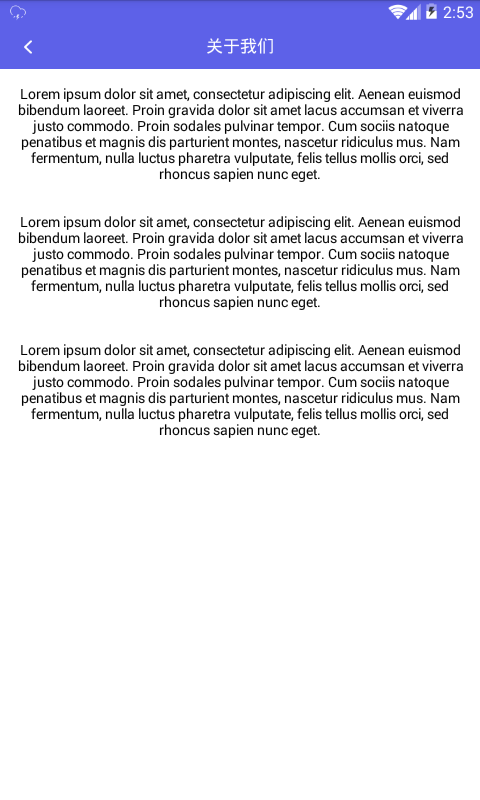 2:53
关于我们
Lorem ipsum dolor sit amet, consectetur adipiscing elit. Aenean euismod
bibendum laoreet. Proin gravida dolor sit amet lacus accumsan et viverra
justo commodo. Proin sodales pulvinar tempor. Cum sociis natoque
penatibus et magnis dis parturient montes, nascetur ridiculus mus. Nam
fermentum, nulla luctus pharetra vulputate, felis tellus mollis orci, sed
rhoncus sapien nunc eget.
Lorem ipsum dolor sit amet, consectetur adipiscing elit. Aenean euismod
bibendum laoreet. Proin gravida dolor sit amet lacus accumsan et viverra
justo commodo. Proin sodales pulvinar tempor. Cum sociis natoque
penatibus et magnis dis parturient montes, nascetur ridiculus mus. Nam
fermentum, nulla luctus pharetra vulputate, felis tellus mollis orci, sed
rhoncus sapien nunc eget.
Lorem ipsum dolor sit amet, consectetur adipiscing elit. Aenean euismod
bibendum laoreet. Proin gravida dolor sit amet lacus accumsan et viverra
justo commodo. Proin sodales pulvinar tempor. Cum sociis natoque
penatibus et magnis dis parturient montes, nascetur ridiculus mus. Nam
fermentum, nulla luctus pharetra vulputate, felis tellus mollis orci, sed
rhoncus sapien nunc eget.